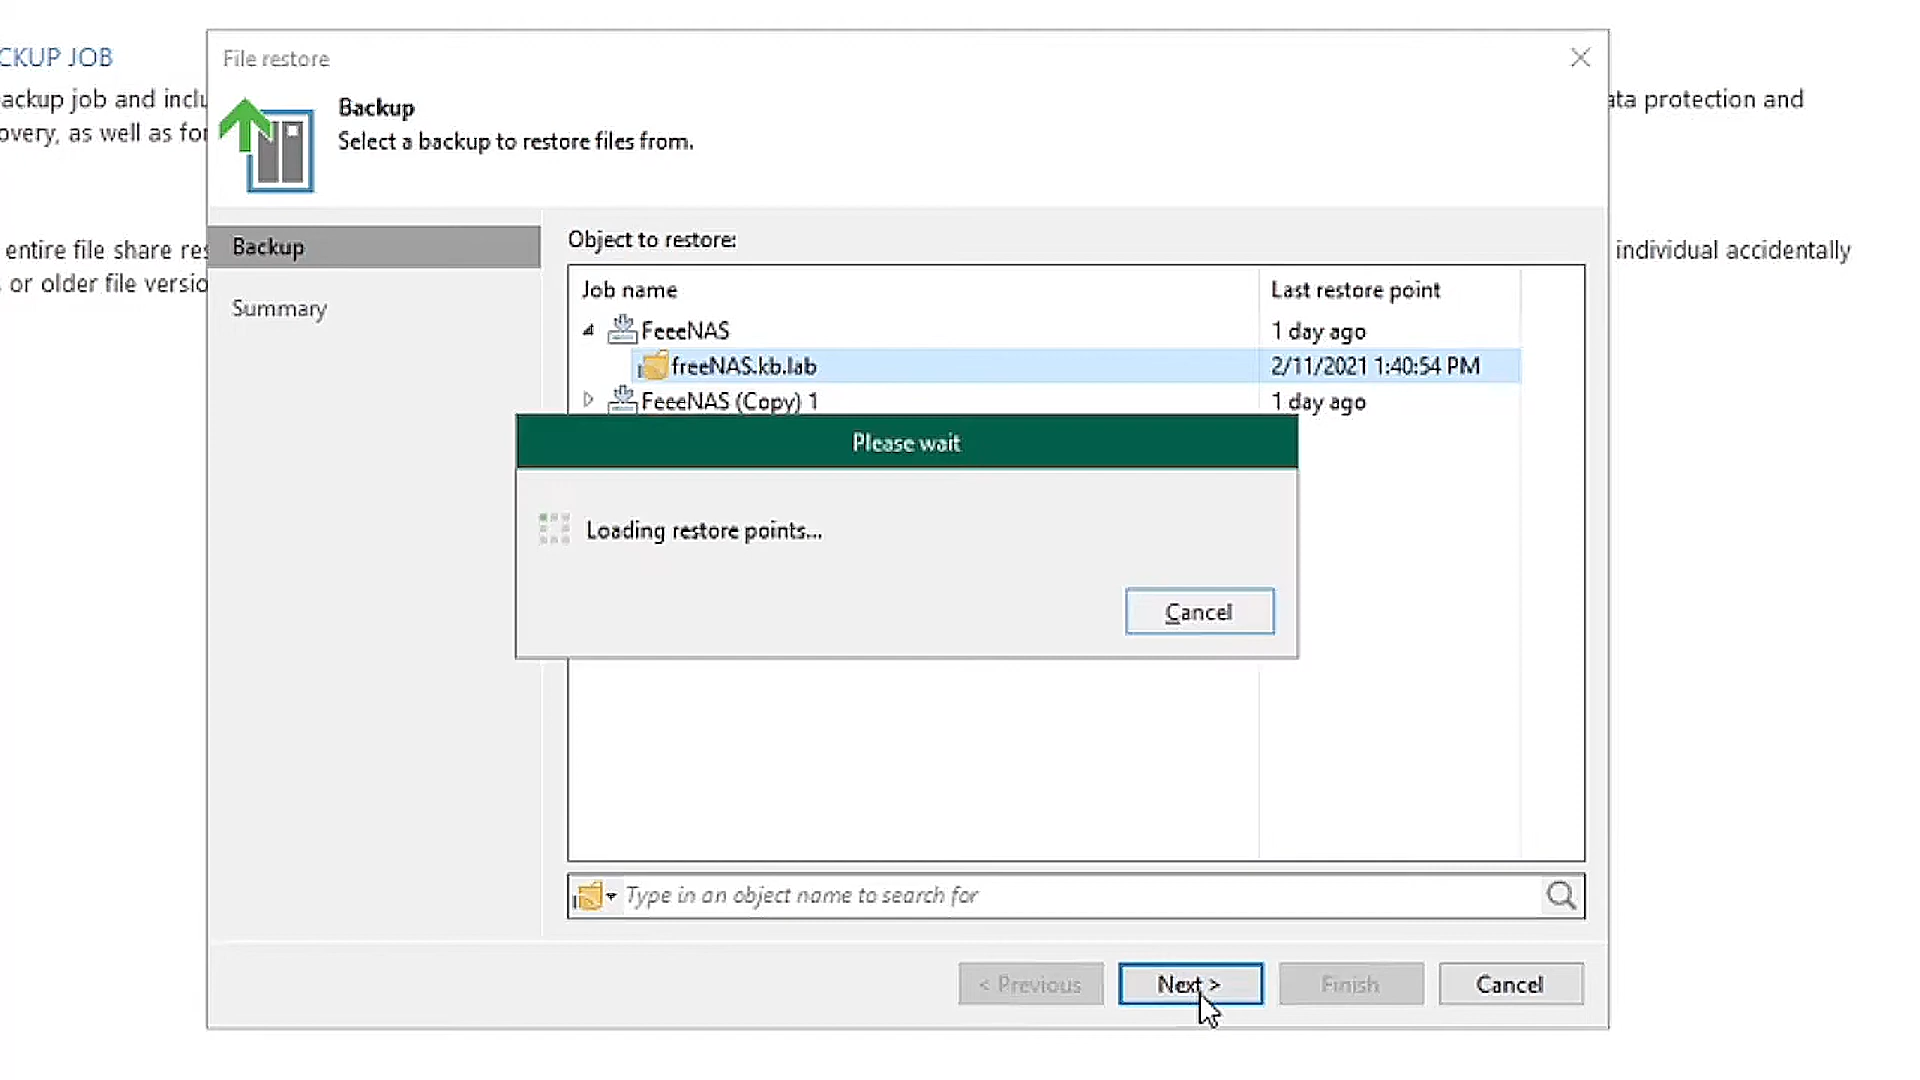 CKUP JOB
File restore
ackup job and inclu
ata protection and
overy, as well as for
Backup
Select a backup to restore files from.
entire file share res
individual accidentally
, or older file versio
Backup
Summary
Object to restore:
Job name Last restore point
FeeeNAS 1 day ago
freeNAS.kb.lab 2/11/2021 1:40:54 PM
FeeeNAS (Copy) 1 1 day ago
Please wait
Loading restore points...
Cancel
Type in an object name to search for
< Previous Next > Finish Cancel